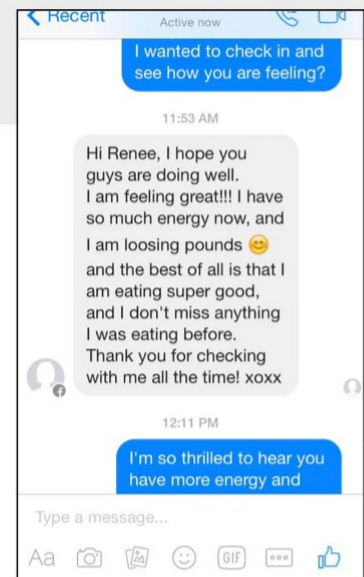 Recent
Active now
I wanted to check in and
see how you are feeling?
11:53 AM
Hi Renee, I hope you
guys are doing well.
I am feeling great!!! I have
so much energy now, and
I am loosing pounds 😊
and the best of all is that I
am eating super good,
and I don't miss anything
I was eating before.
Thank you for checking
with me all the time! xoxx
12:11 PM
I'm so thrilled to hear you
have more energy and
Type a message...
Aa
GIF